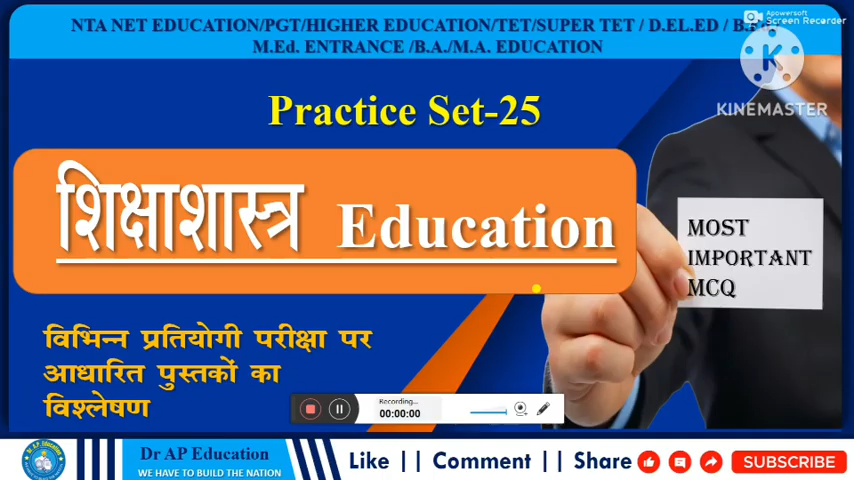 NTA NET EDUCATION/PGT/HIGHER EDUCATION/TET/SUPER TET / D.EL.ED /
M.Ed. ENTRANCE /B.A./M.A. EDUCATION
Apowersoft
Screen Recorder
KINEMASTER
Practice Set-25
शिक्षाशास्त्र Education
MOST
IMPORTANT
MCQ
विभिन्न प्रतियोगी परीक्षा पर
आधारित पुस्तकों का
विश्लेषण
Recording...
00:00:00
Dr AP Education
WE HAVE TO BUILD THE NATION
Like || Comment || Share
SUBSCRIBE